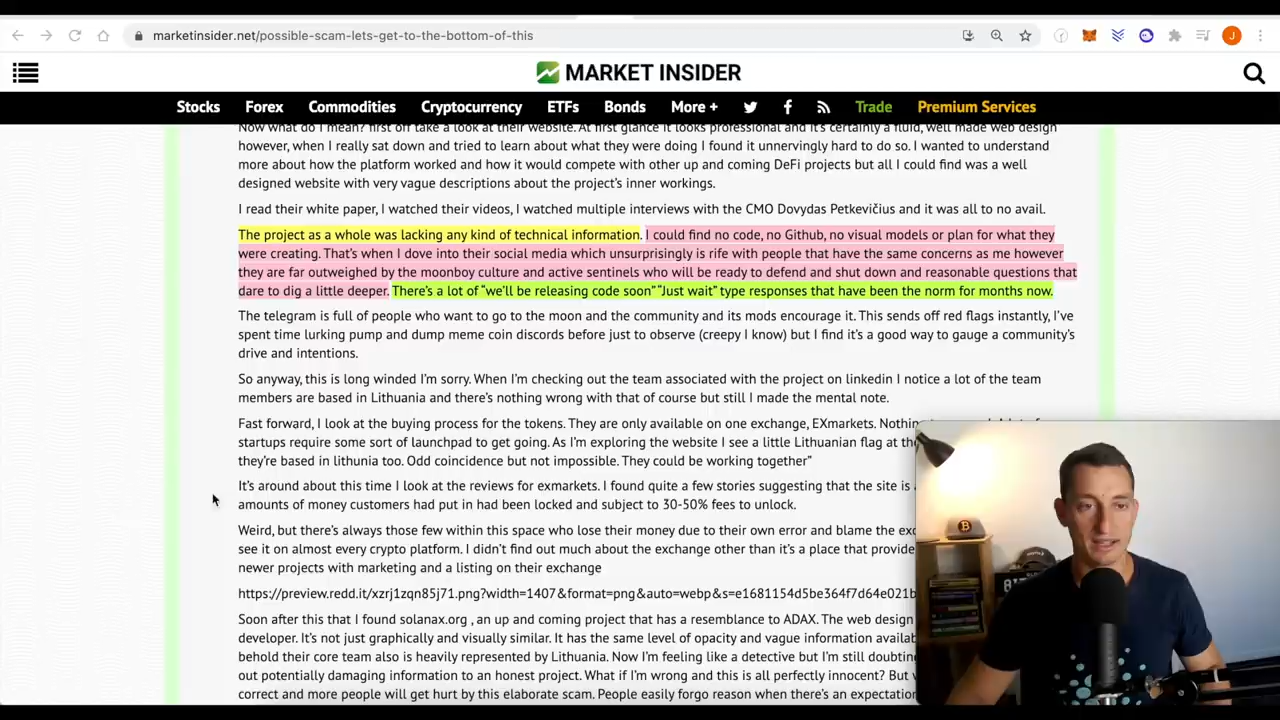 marketinsider.net/possible-scam-lets-get-to-the-bottom-of-this
J
MARKET INSIDER
Stocks Forex Commodities Cryptocurrency ETFs Bonds More + Trade Premium Services
Now what do I mean? first off take a look at their website. At first glance it looks professional and it's certainly a fluid, well made web design
however, when I really sat down and tried to learn about what they were doing I found it unnervingly hard to do so. I wanted to understand
more about how the platform worked and how it would compete with other up and coming DeFi projects but all I could find was a well
designed website with very vague descriptions about the project's inner workings.
I read their white paper, I watched their videos, I watched multiple interviews with the CMO Dovydas Petkevičius and it was all to no avail.
The project as a whole was lacking any kind of technical information. I could find no code, no Github, no visual models or plan for what they
were creating. That's when I dove into their social media which unsurprisingly is rife with people that have the same concerns as me however
they are far outweighed by the moonboy culture and active sentinels who will be ready to defend and shut down and reasonable questions that
dare to dig a little deeper. There's a lot of “we'll be releasing code soon” “Just wait” type responses that have been the norm for months now.
The telegram is full of people who want to go to the moon and the community and its mods encourage it. This sends off red flags instantly, I've
spent time lurking pump and dump meme coin discords before just to observe (creepy I know) but I find it's a good way to gauge a community's
drive and intentions.
So anyway, this is long winded I'm sorry. When I'm checking out the team associated with the project on linkedin I notice a lot of the team
members are based in Lithuania and there's nothing wrong with that of course but still I made the mental note.
Fast forward, I look at the buying process for the tokens. They are only available on one exchange, EXmarkets.
startups require some sort of launchpad to get going. As I'm exploring the website I see a little Lithuanian flag at
they're based in lithunia too. Odd coincidence but not impossible. They could be working together”
It's around about this time I look at the reviews for exmarkets. I found quite a few stories suggesting that the site is
amounts of money customers had put in had been locked and subject to 30-50% fees to unlock.
Weird, but there's always those few within this space who lose their money due to their own error and blame the
see it on almost every crypto platform. I didn't find out much about the exchange other than it's a place that
newer projects with marketing and a listing on their exchange
https://preview.redd.it/xzrj1zqn85j71.png?width=1407&format=png&auto=webp&s=e1681154d5be364f7d64e021b
Soon after this that I found solanax.org , an up and coming project that has a resemblance to ADAX. The web design
developer. It's not just graphically and visually similar. It has the same level of opacity and vague information
behold their core team also is heavily represented by Lithuania. Now I'm feeling like a detective but I'm still
out potentially damaging information to an honest project. What if I'm wrong and this is all perfectly innocent? But
correct and more people will get hurt by this elaborate scam. People easily forgo reason when there's an